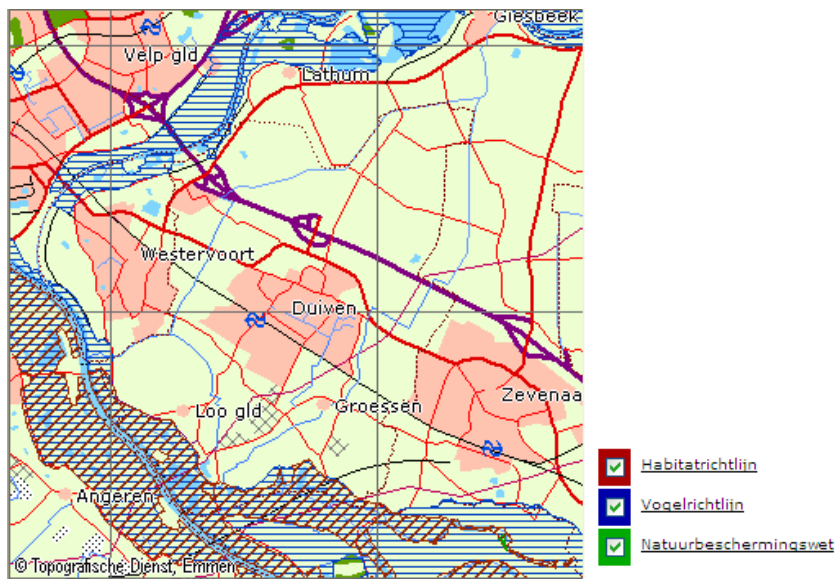 Giesbeek
Velp gld
Lathum
Westervoort
Duiven
Zevenaa
Loo gld
Groessen
Angeren
© Topografische Dienst, Emmen
Habitatrichtlijn
Vogelrichtlijn
Natuurbeschermingswet